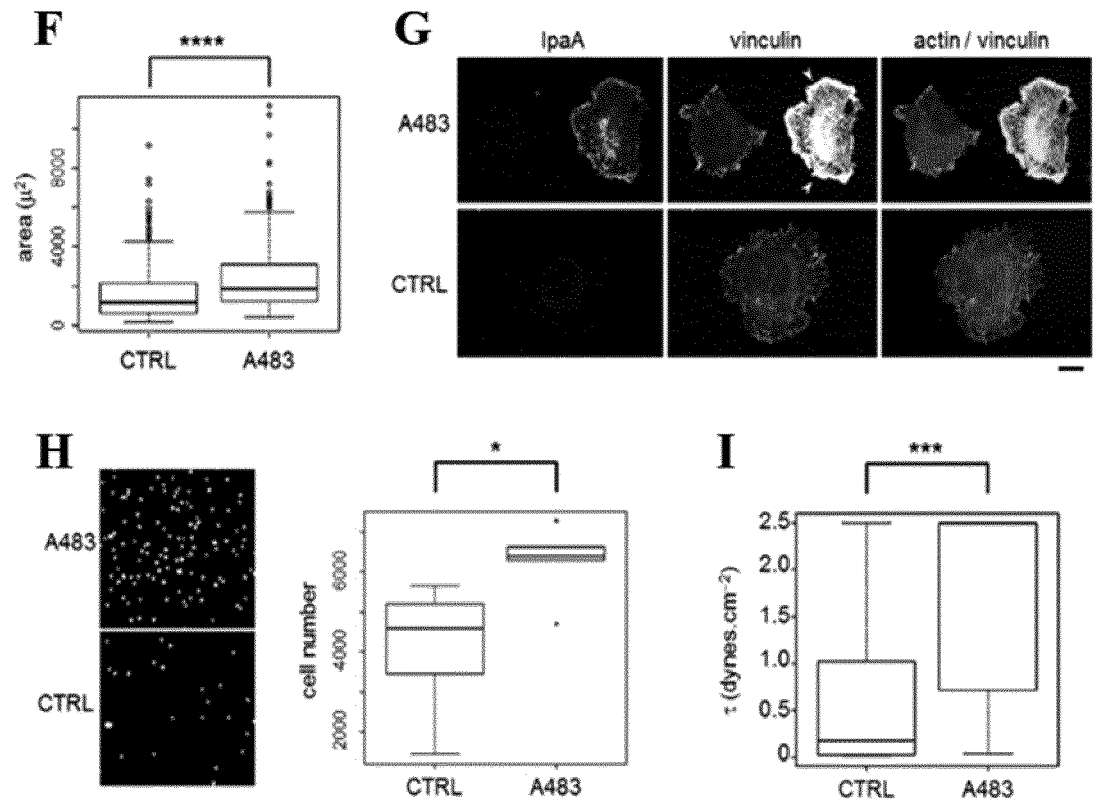 F
****
area (μ²)
0 4000 8000
CTRL A483
G
IpaA vinculin actin / vinculin
A483
CTRL
H
A483
CTRL
*
cell number
2000 4000 6000
CTRL A483
I
***
τ (dynes.cm⁻²)
2.5
2.0
1.5
1.0
0.5
0
CTRL A483